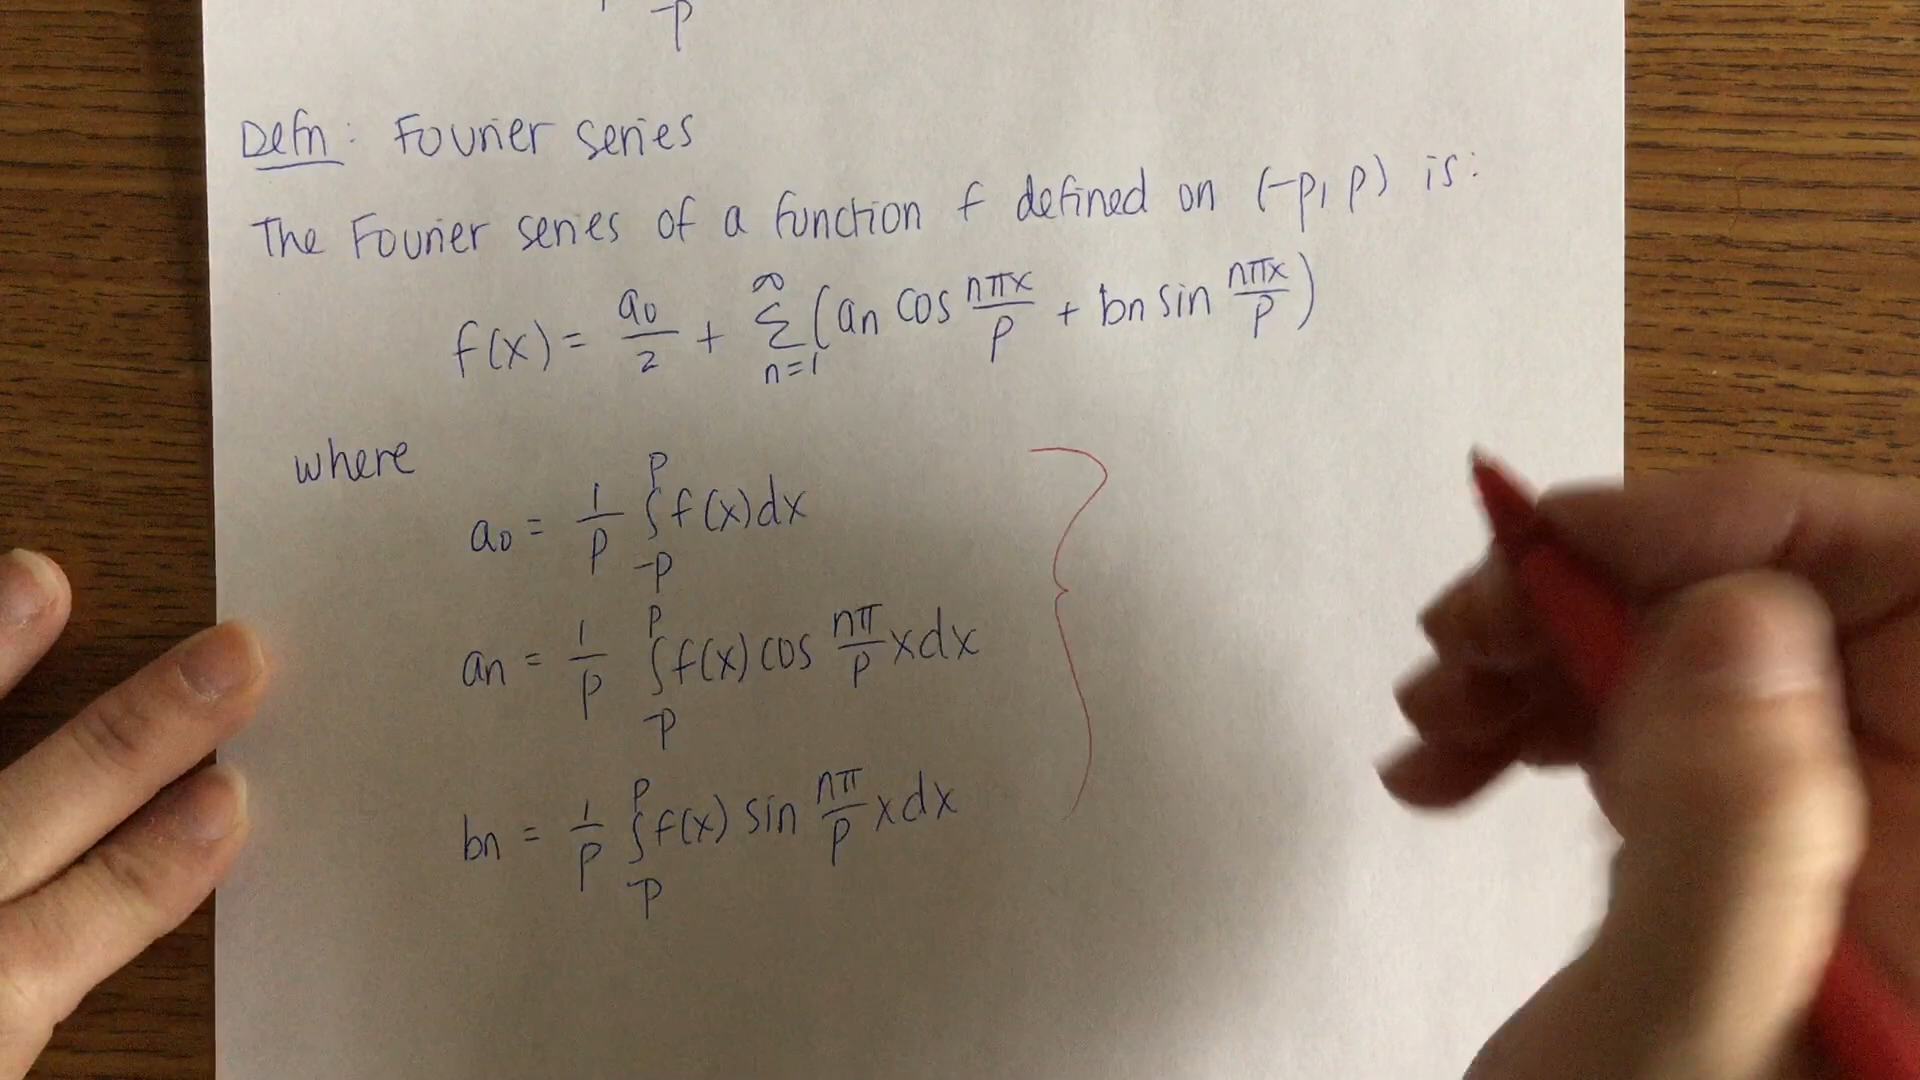 -p
Defn: Fourier series
The Fourier series of a function f defined on (-p, p) is:
f(x) = a₀/2 + ∞∑n=1 (an cos nπx/p + bn sin nπx/p)
where
a₀ = 1/p ∫_{-p}^{p} f(x)dx
an = 1/p ∫_{-p}^{p} f(x) cos nπ/p x dx
bn = 1/p ∫_{-p}^{p} f(x) sin nπ/p x dx